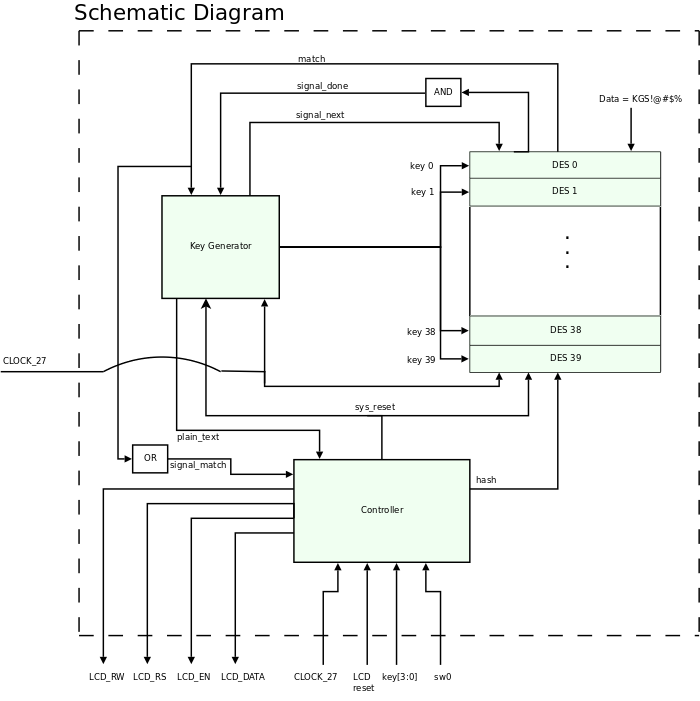 Schematic Diagram
match
signal_done
AND
signal_next
Data = KGS!@#$%
key 0
DES 0
key 1
DES 1
Key Generator
key 38
DES 38
key 39
DES 39
CLOCK_27
sys_reset
plain_text
OR
signal_match
hash
Controller
LCD_RW
LCD_RS
LCD_EN
LCD_DATA
CLOCK_27
LCD
reset
key[3:0]
sw0